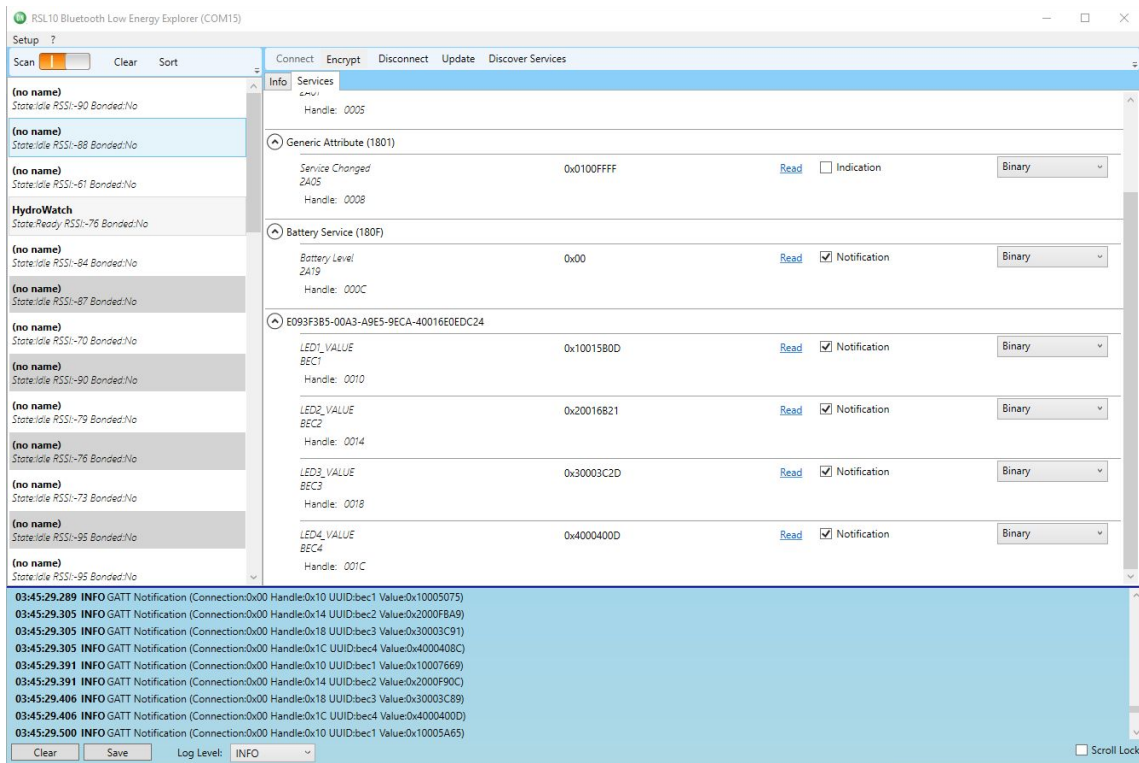 RSL10 Bluetooth Low Energy Explorer (COM15)
Setup ?
Scan Clear Sort
Connect Encrypt Disconnect Update Discover Services
Info Services
(no name)
State:Idle RSSI:-90 Bonded:No
(no name)
State:Idle RSSI:-88 Bonded:No
(no name)
State:Idle RSSI:-61 Bonded:No
HydroWatch
State:Ready RSSI:-76 Bonded:No
(no name)
State:Idle RSSI:-84 Bonded:No
(no name)
State:Idle RSSI:-87 Bonded:No
(no name)
State:Idle RSSI:-70 Bonded:No
(no name)
State:Idle RSSI:-90 Bonded:No
(no name)
State:Idle RSSI:-79 Bonded:No
(no name)
State:Idle RSSI:-76 Bonded:No
(no name)
State:Idle RSSI:-73 Bonded:No
(no name)
State:Idle RSSI:-95 Bonded:No
(no name)
State:Idle RSSI:-95 Bonded:No
2A01
Handle: 0005
Generic Attribute (1801)
Service Changed 0x0100FFFF Read Indication Binary
2A05
Handle: 0008
Battery Service (180F)
Battery Level 0x00 Read Notification Binary
2A19
Handle: 000C
E093F3B5-00A3-A9E5-9ECA-40016E0EDC24
LED1_VALUE 0x10015B0D Read Notification Binary
BEC1
Handle: 0010
LED2_VALUE 0x20016B21 Read Notification Binary
BEC2
Handle: 0014
LED3_VALUE 0x30003C2D Read Notification Binary
BEC3
Handle: 0018
LED4_VALUE 0x4000400D Read Notification Binary
BEC4
Handle: 001C
03:45:29.289 INFO GATT Notification (Connection:0x00 Handle:0x10 UUID:bec1 Value:0x10005075)
03:45:29.305 INFO GATT Notification (Connection:0x00 Handle:0x14 UUID:bec2 Value:0x2000FBA9)
03:45:29.305 INFO GATT Notification (Connection:0x00 Handle:0x18 UUID:bec3 Value:0x30003C91)
03:45:29.305 INFO GATT Notification (Connection:0x00 Handle:0x1C UUID:bec4 Value:0x4000408C)
03:45:29.391 INFO GATT Notification (Connection:0x00 Handle:0x10 UUID:bec1 Value:0x10007669)
03:45:29.391 INFO GATT Notification (Connection:0x00 Handle:0x14 UUID:bec2 Value:0x2000F90C)
03:45:29.406 INFO GATT Notification (Connection:0x00 Handle:0x18 UUID:bec3 Value:0x30003C89)
03:45:29.406 INFO GATT Notification (Connection:0x00 Handle:0x1C UUID:bec4 Value:0x4000400D)
03:45:29.500 INFO GATT Notification (Connection:0x00 Handle:0x10 UUID:bec1 Value:0x10005A65)
Clear Save Log Level: INFO Scroll Lock